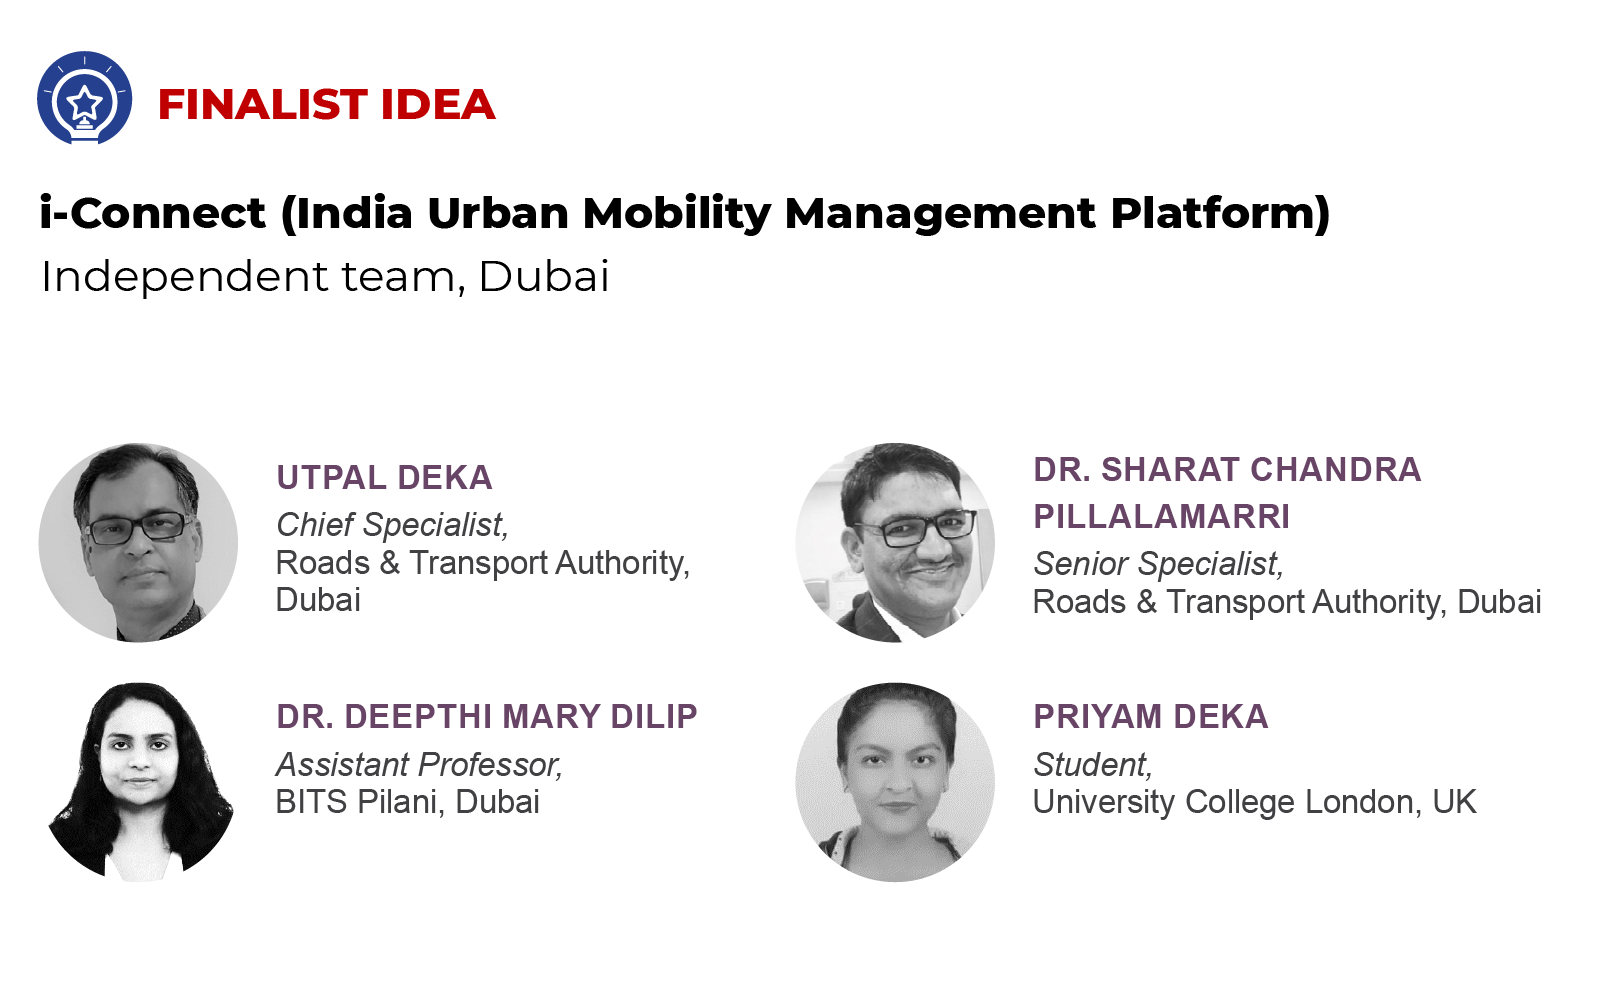 FINALIST IDEA
i-Connect (India Urban Mobility Management Platform)
Independent team, Dubai
UTPAL DEKA
Chief Specialist,
Roads & Transport Authority,
Dubai
DR. SHARAT CHANDRA
PILLALAMARRI
Senior Specialist,
Roads & Transport Authority, Dubai
DR. DEEPTHI MARY DILIP
Assistant Professor,
BITS Pilani, Dubai
PRIYAM DEKA
Student,
University College London, UK